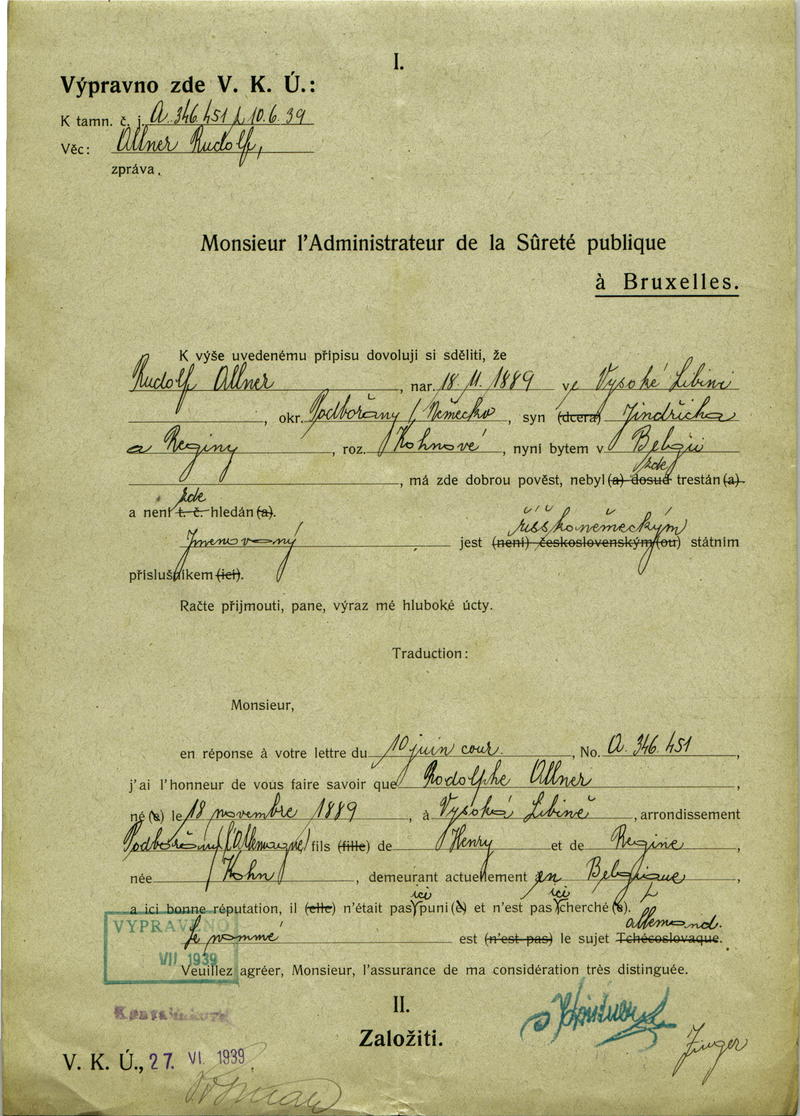 I.
Výpravno zde V. K. Ú.:
K tamn. č. j. A. 346.451 z 10.6.39
Věc: Allner Rudolf,
zpráva.
Monsieur l'Administrateur de la Sûreté publique
à Bruxelles.
K výše uvedenému přípisu dovoluji si sděliti, že
Rudolf Allner, nar. 18. 11. 1889 ve Vysoké Libini
, okr. Podbořany / Německo, syn (dcera) Jindřicha
a Reginy, roz. Kohnové, nyní bytem v Belgii
zde
, má zde dobrou pověst, nebyl (a) dosud trestán (a)
zde
a není t. č. hledán (a).
říšskoněmeckým
Jmenovaný jest (není) československým (ou) státním
příslušníkem (icí).
Račte přijmouti, pane, výraz mé hluboké úcty.
Traduction:
Monsieur,
en réponse à votre lettre du 10 juin cour., No. A. 346.451,
j'ai l'honneur de vous faire savoir que Rodolphe Allner,
né (e) le 18 novembre 1889, à Vysoká Libině, arrondissement
Podbořany / Allemagne / fils (fille) de Henry et de Regine,
née Kohn, demeurant actuellement en Belgique,
ici ici
a ici bonne réputation, il (elle) n'était pas puni (e) et n'est pas cherché (e).
allemand.
le nommé est (n'est pas) le sujet Tchécoslovaque.
VYPRAVENO
VII 1939
Veuillez agréer, Monsieur, l'assurance de ma considération très distinguée.
II.
Založiti.
V. K. Ú., 27. VI. 1939.